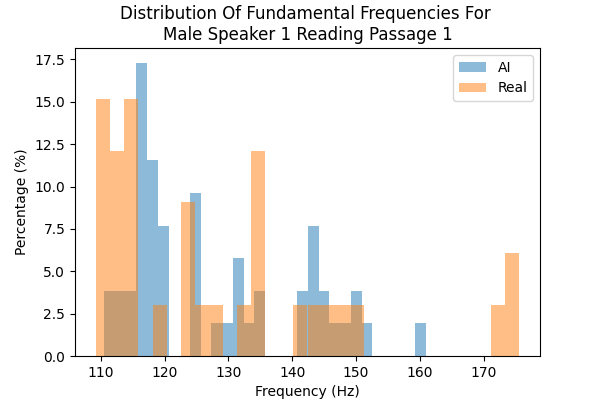 Distribution Of Fundamental Frequencies For
Male Speaker 1 Reading Passage 1
AI
Real
17.5
15.0
12.5
10.0
7.5
5.0
2.5
0.0
Percentage (%)
110 120 130 140 150 160 170
Frequency (Hz)